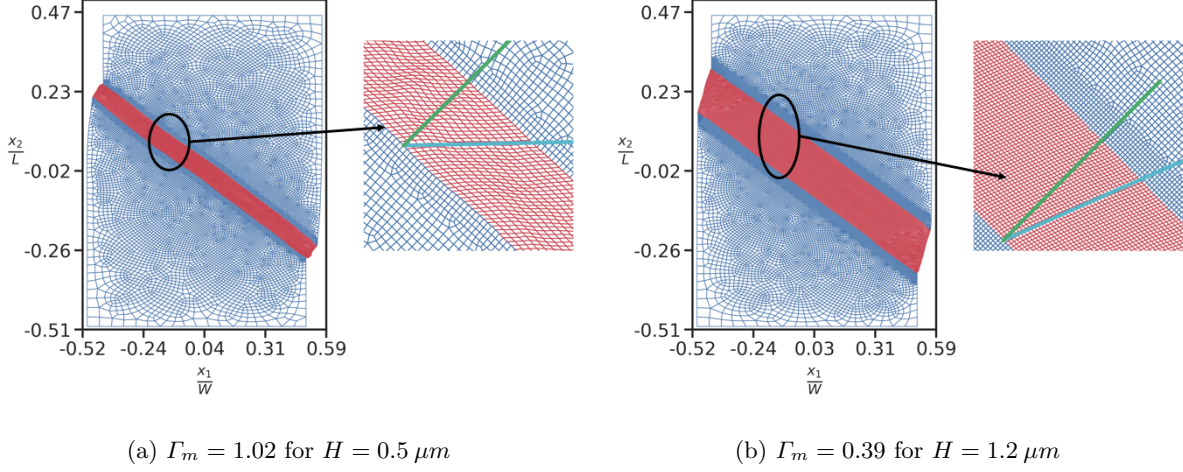 0.47
0.23
-0.02
-0.26
-0.51
x₂/L
-0.52 -0.24 0.04 0.31 0.59
x₁/W
(a) Γₘ = 1.02 for H = 0.5 μm
0.47
0.23
-0.02
-0.26
-0.51
x₂/L
-0.52 -0.24 0.03 0.31 0.59
x₁/W
(b) Γₘ = 0.39 for H = 1.2 μm